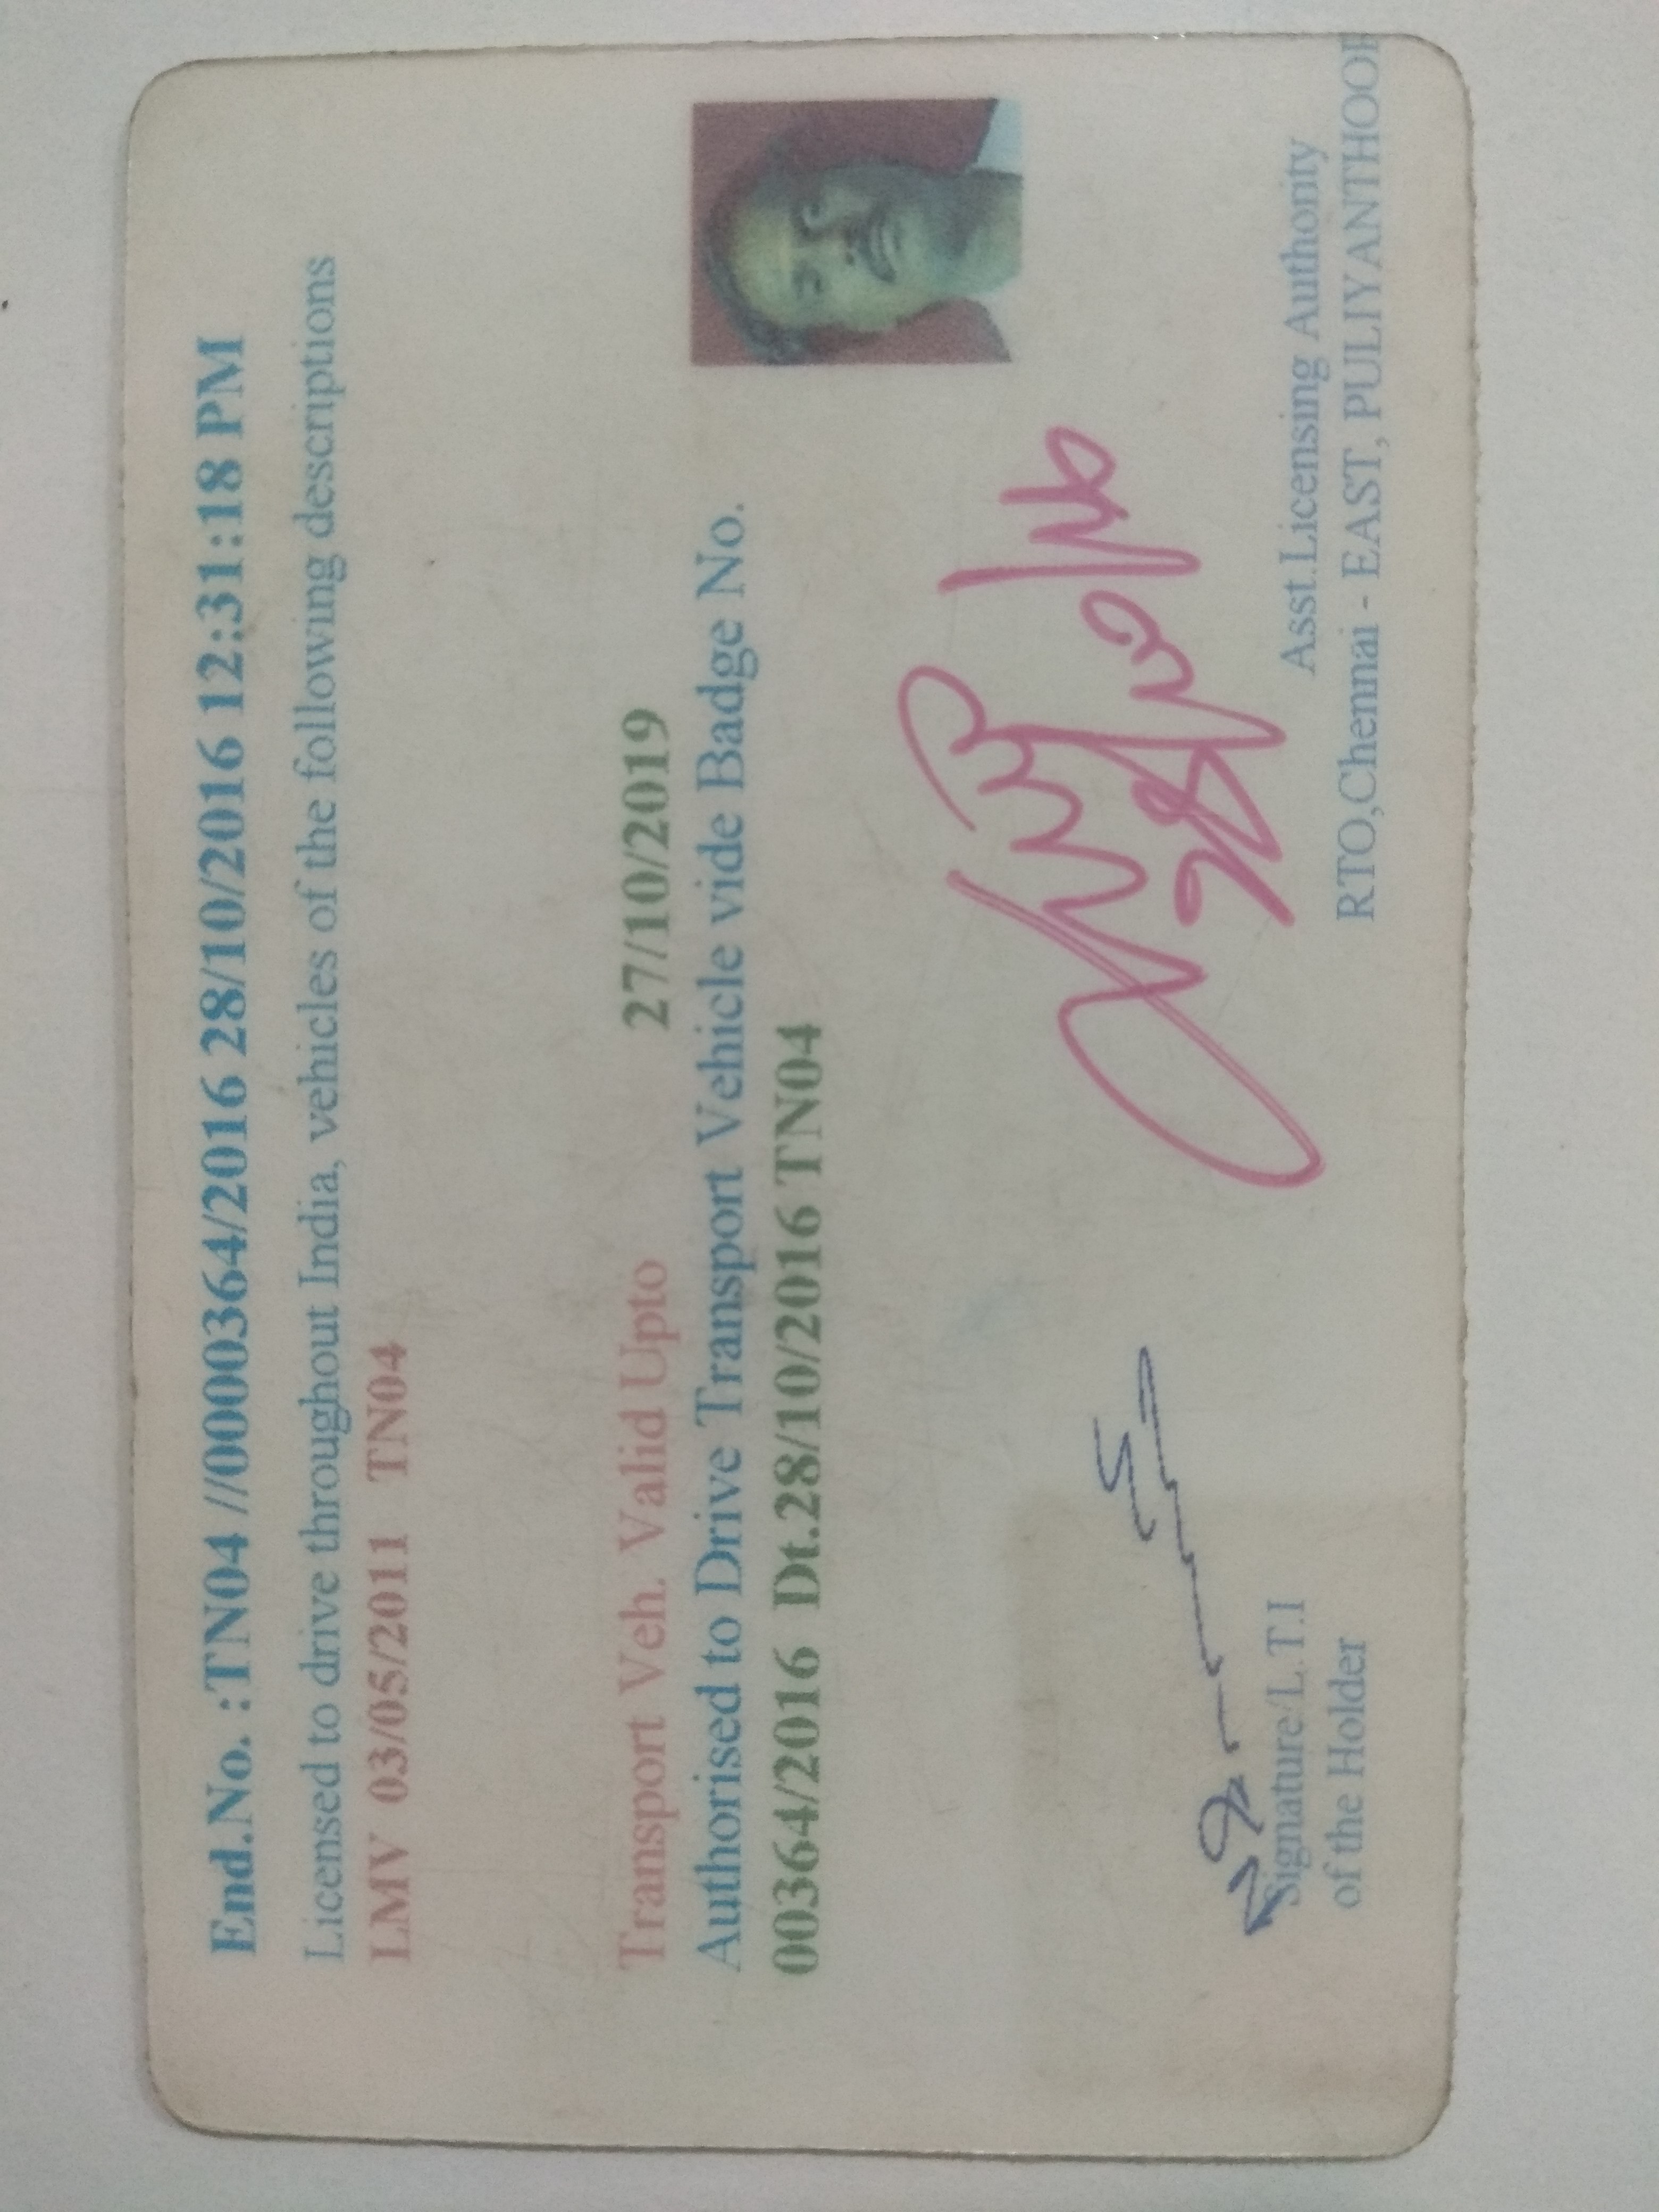 End.No. :TN04 //0000364/2016 28/10/2016 12:31:18 PM
Licensed to drive throughout India, vehicles of the following descriptions
LMV 03/05/2011 TN04
Transport Veh. Valid Upto 27/10/2019
Authorised to Drive Transport Vehicle vide Badge No.
00364/2016 Dt.28/10/2016 TN04
Signature/L.T.I
of the Holder
Asst.Licensing Authority
RTO,Chennai - EAST, PULIYANTHOOP